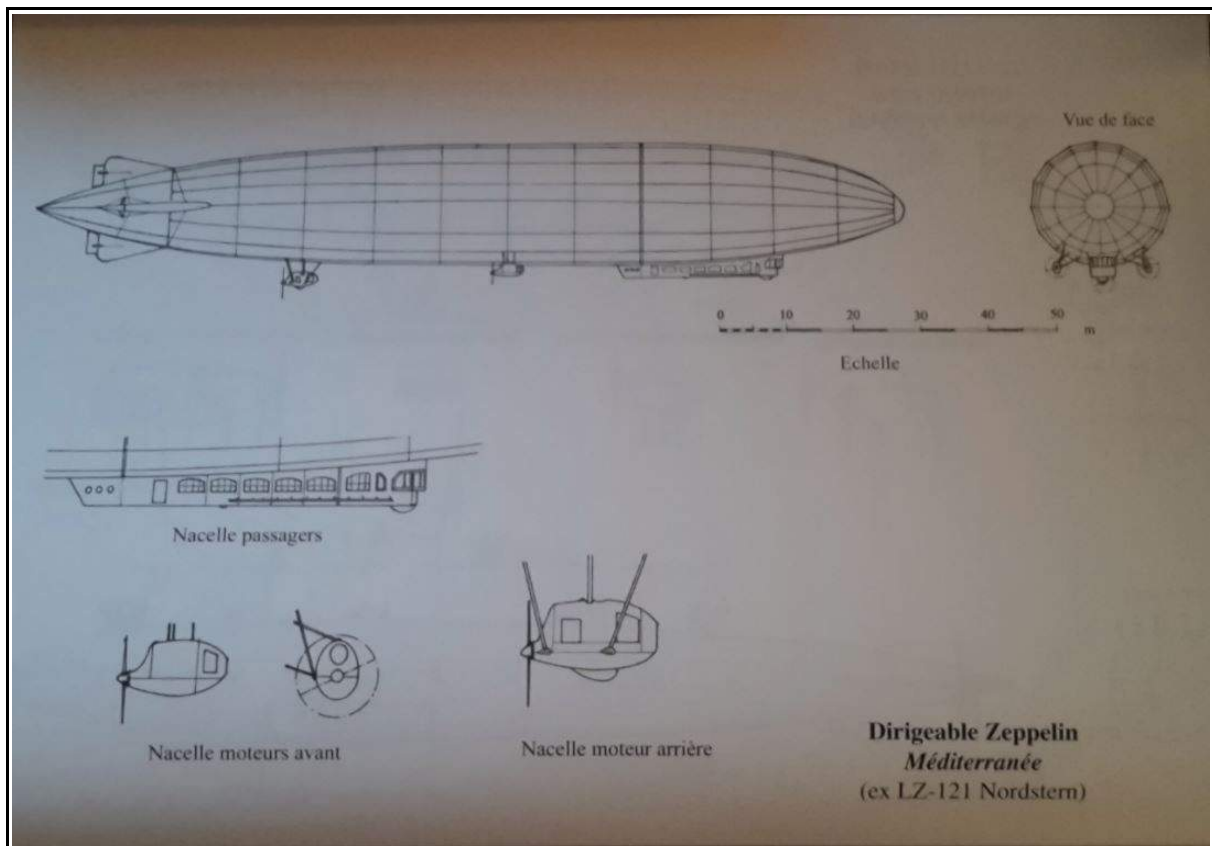 Vue de face
0 10 20 30 40 50 m
Echelle
Nacelle passagers
Nacelle moteurs avant
Nacelle moteur arrière
Dirigeable Zeppelin
Méditerranée
(ex LZ-121 Nordstern)